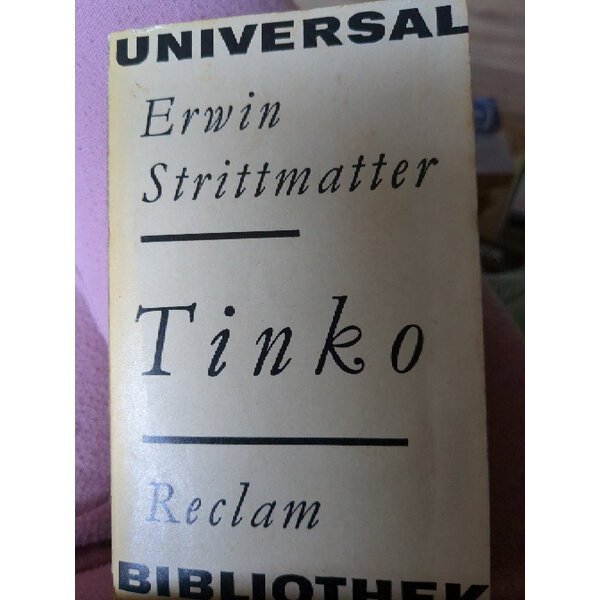 UNIVERSAL
Erwin
Strittmatter
Tinko
Reclam
BIBLIOTHEK